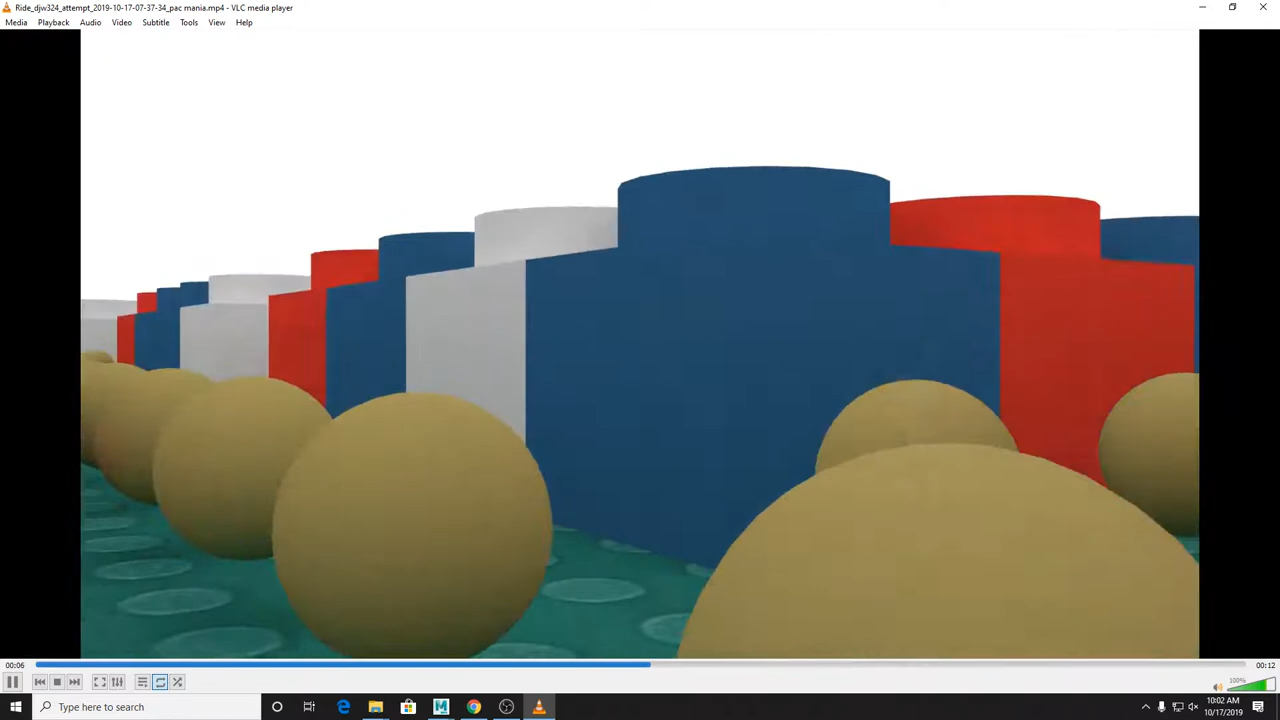 Ride_djw324_attempt_2019-10-17-07-37-34_pac mania.mp4 - VLC media player
Media Playback Audio Video Subtitle Tools View Help
00:06 00:12
100%
Type here to search
10:02 AM
10/17/2019